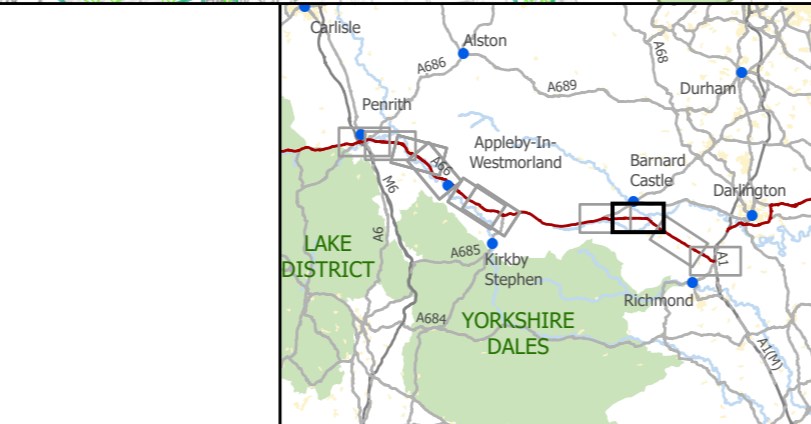 Carlisle
Alston
A68
A686
A689
Durham
Penrith
Appleby-In-
Westmorland
A66
Barnard
Castle
Darlington
M6
A6
LAKE
DISTRICT
A685
Kirkby
Stephen
A1
Richmond
A684
YORKSHIRE
DALES
A1(M)